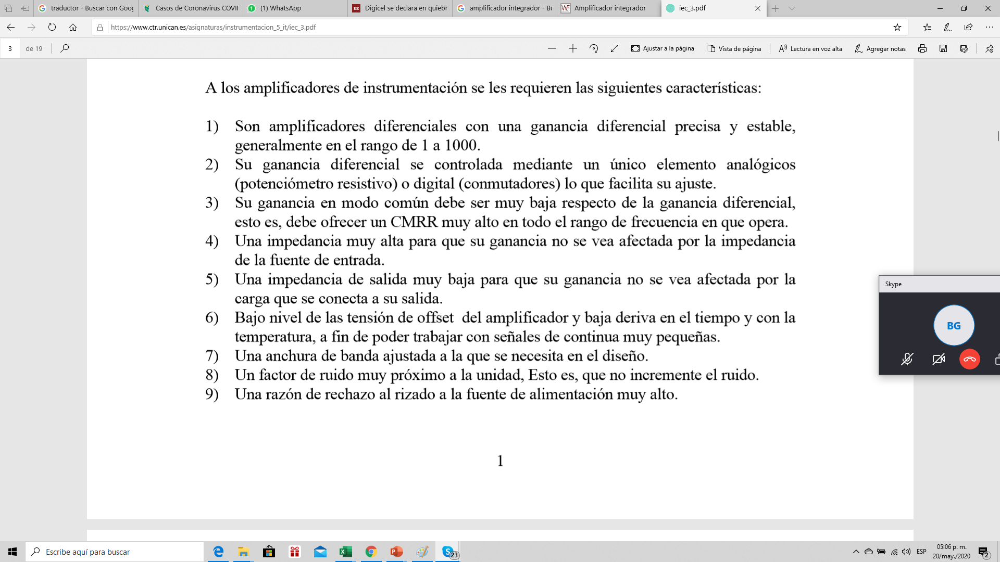 traductor - Buscar con Goog
Casos de Coronavirus COVII
(1) WhatsApp
EE Digicel se declara en quiebr
amplificador integrador - Bu
WE Amplificador integrador
iec_3.pdf
https://www.ctr.unican.es/asignaturas/instrumentacion_5_it/iec_3.pdf
3 de 19
Ajustar a la página
Vista de página
Lectura en voz alta
Agregar notas
A los amplificadores de instrumentación se les requieren las siguientes características:
1) Son amplificadores diferenciales con una ganancia diferencial precisa y estable,
generalmente en el rango de 1 a 1000.
2) Su ganancia diferencial se controlada mediante un único elemento analógicos
(potenciómetro resistivo) o digital (conmutadores) lo que facilita su ajuste.
3) Su ganancia en modo común debe ser muy baja respecto de la ganancia diferencial,
esto es, debe ofrecer un CMRR muy alto en todo el rango de frecuencia en que opera.
4) Una impedancia muy alta para que su ganancia no se vea afectada por la impedancia
de la fuente de entrada.
5) Una impedancia de salida muy baja para que su ganancia no se vea afectada por la
carga que se conecta a su salida.
6) Bajo nivel de las tensión de offset del amplificador y baja deriva en el tiempo y con la
temperatura, a fin de poder trabajar con señales de continua muy pequeñas.
7) Una anchura de banda ajustada a la que se necesita en el diseño.
8) Un factor de ruido muy próximo a la unidad, Esto es, que no incremente el ruido.
9) Una razón de rechazo al rizado a la fuente de alimentación muy alto.
1
Skype
BG
Escribe aquí para buscar
23
ESP
05:06 p. m.
20/may./2020
2